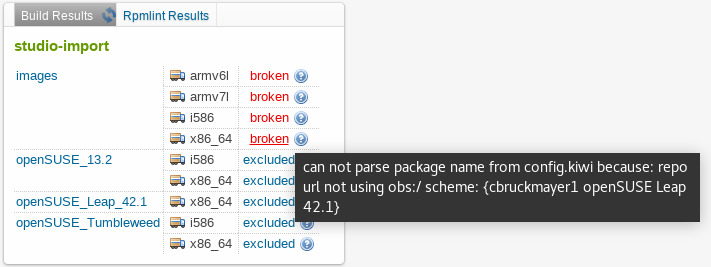 Build Results Rpmlint Results
studio-import
images armv6l broken
armv7l broken
i586 broken
x86_64 broken
openSUSE_13.2 i586 excluded
x86_64 excluded
openSUSE_Leap_42.1 x86_64 excluded
openSUSE_Tumbleweed i586 excluded
x86_64 excluded
can not parse package name from config.kiwi because: repo
url not using obs:/ scheme: {cbruckmayer1 openSUSE Leap
42.1}